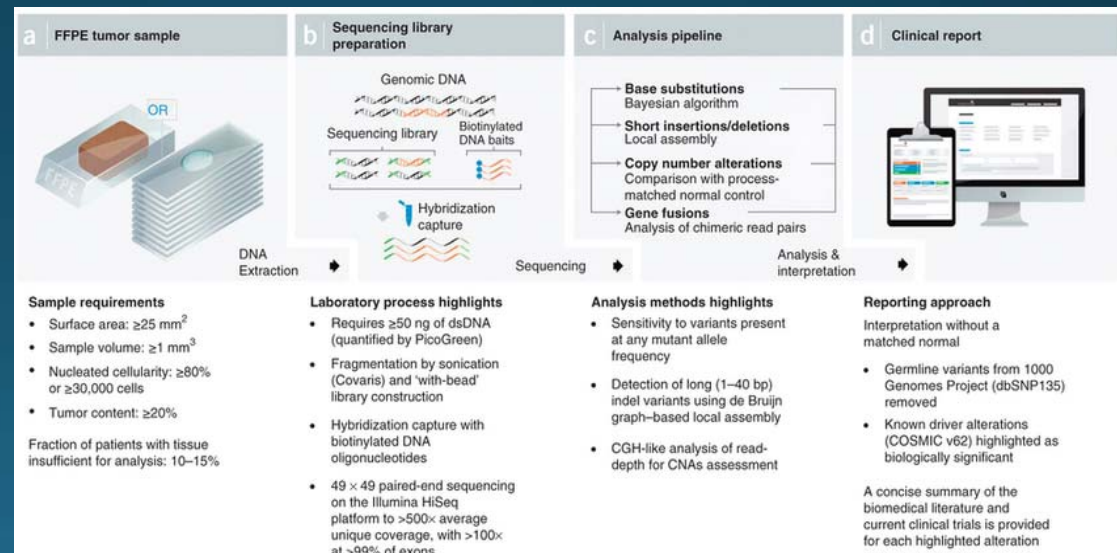 a FFPE tumor sample
OR
FFPE
DNA
Extraction
b Sequencing library
preparation
Genomic DNA
Sequencing library
Biotinylated
DNA baits
Hybridization
capture
Sequencing
c Analysis pipeline
Base substitutions
Bayesian algorithm
Short insertions/deletions
Local assembly
Copy number alterations
Comparison with process-
matched normal control
Gene fusions
Analysis of chimeric read pairs
Analysis &
interpretation
d Clinical report
Sample requirements
• Surface area: ≥25 mm²
• Sample volume: ≥1 mm³
• Nucleated cellularity: ≥80%
or ≥30,000 cells
• Tumor content: ≥20%
Fraction of patients with tissue
insufficient for analysis: 10–15%
Laboratory process highlights
• Requires ≥50 ng of dsDNA
(quantified by PicoGreen)
• Fragmentation by sonication
(Covaris) and ‘with-bead’
library construction
• Hybridization capture with
biotinylated DNA
oligonucleotides
• 49 × 49 paired-end sequencing
on the Illumina HiSeq
platform to >500× average
unique coverage, with >100×
at >99% of exons
Analysis methods highlights
• Sensitivity to variants present
at any mutant allele
frequency
• Detection of long (1–40 bp)
indel variants using de Bruijn
graph–based local assembly
• CGH-like analysis of read-
depth for CNAs assessment
Reporting approach
Interpretation without a
matched normal
• Germline variants from 1000
Genomes Project (dbSNP135)
removed
• Known driver alterations
(COSMIC v62) highlighted as
biologically significant
A concise summary of the
biomedical literature and
current clinical trials is provided
for each highlighted alteration